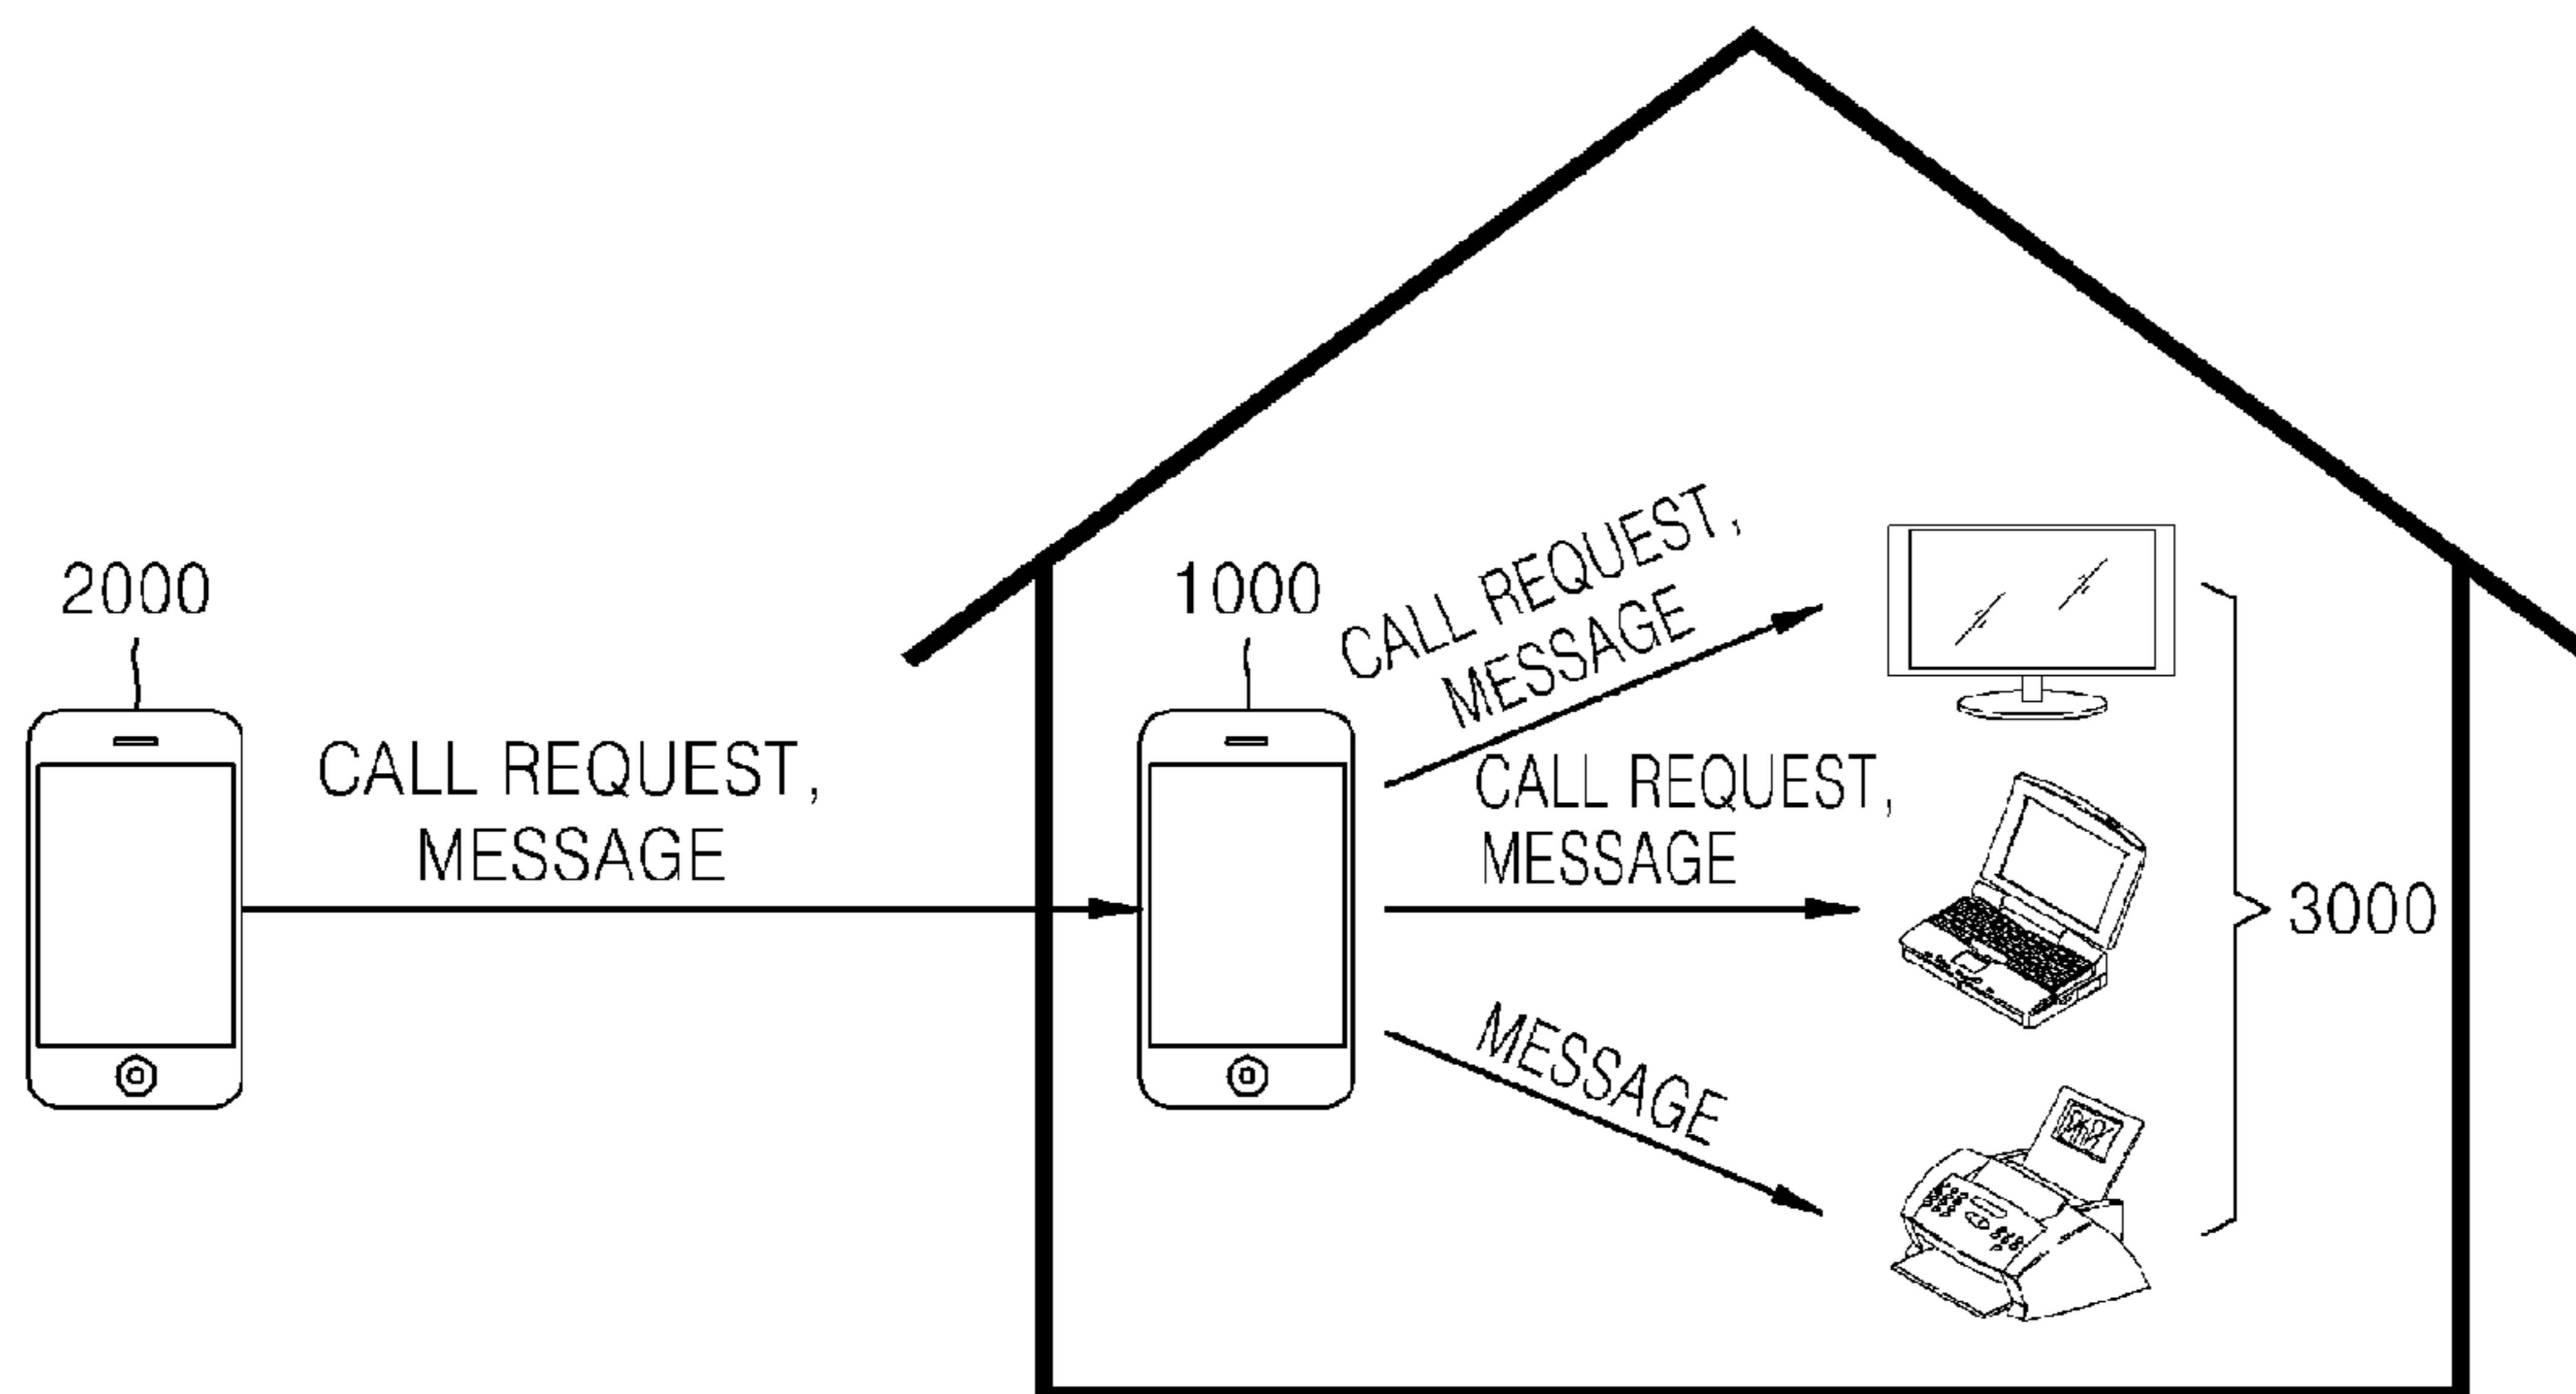 2000
CALL REQUEST,
MESSAGE
1000
CALL REQUEST,
MESSAGE
CALL REQUEST,
MESSAGE
MESSAGE
3000